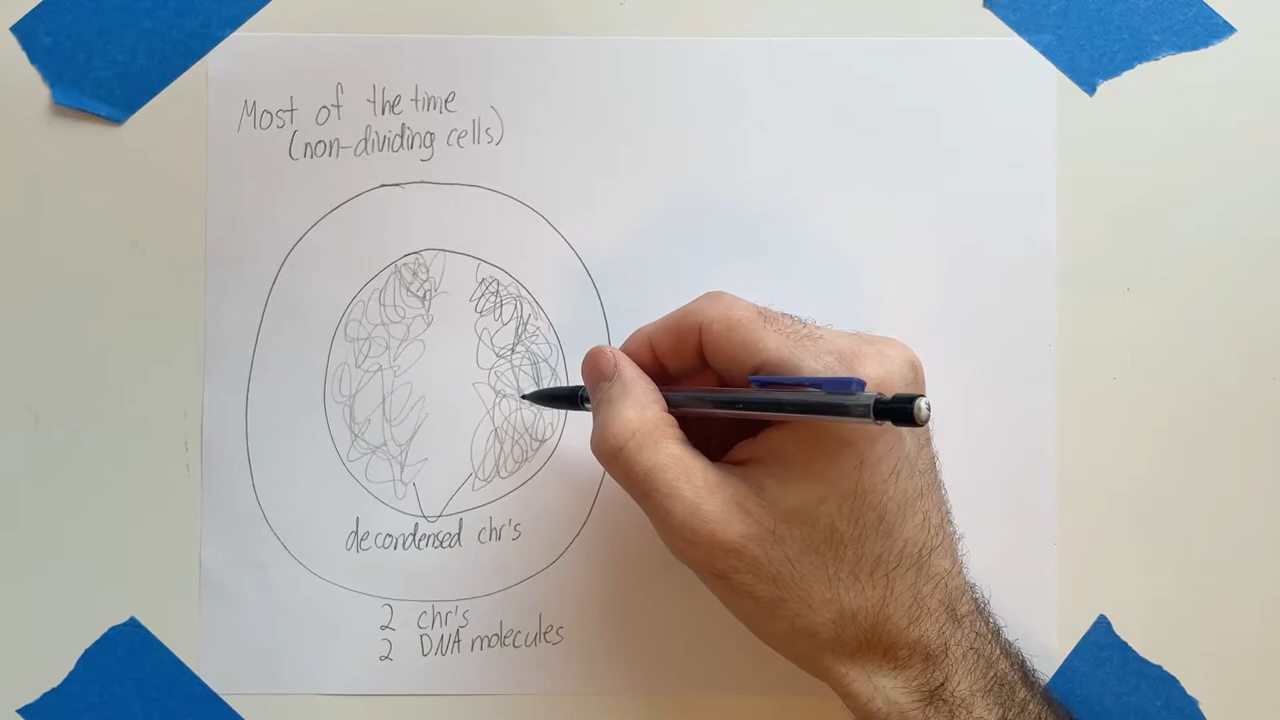 Most of the time
(non-dividing cells)
decondensed chr's
2 chr's
2 DNA molecules